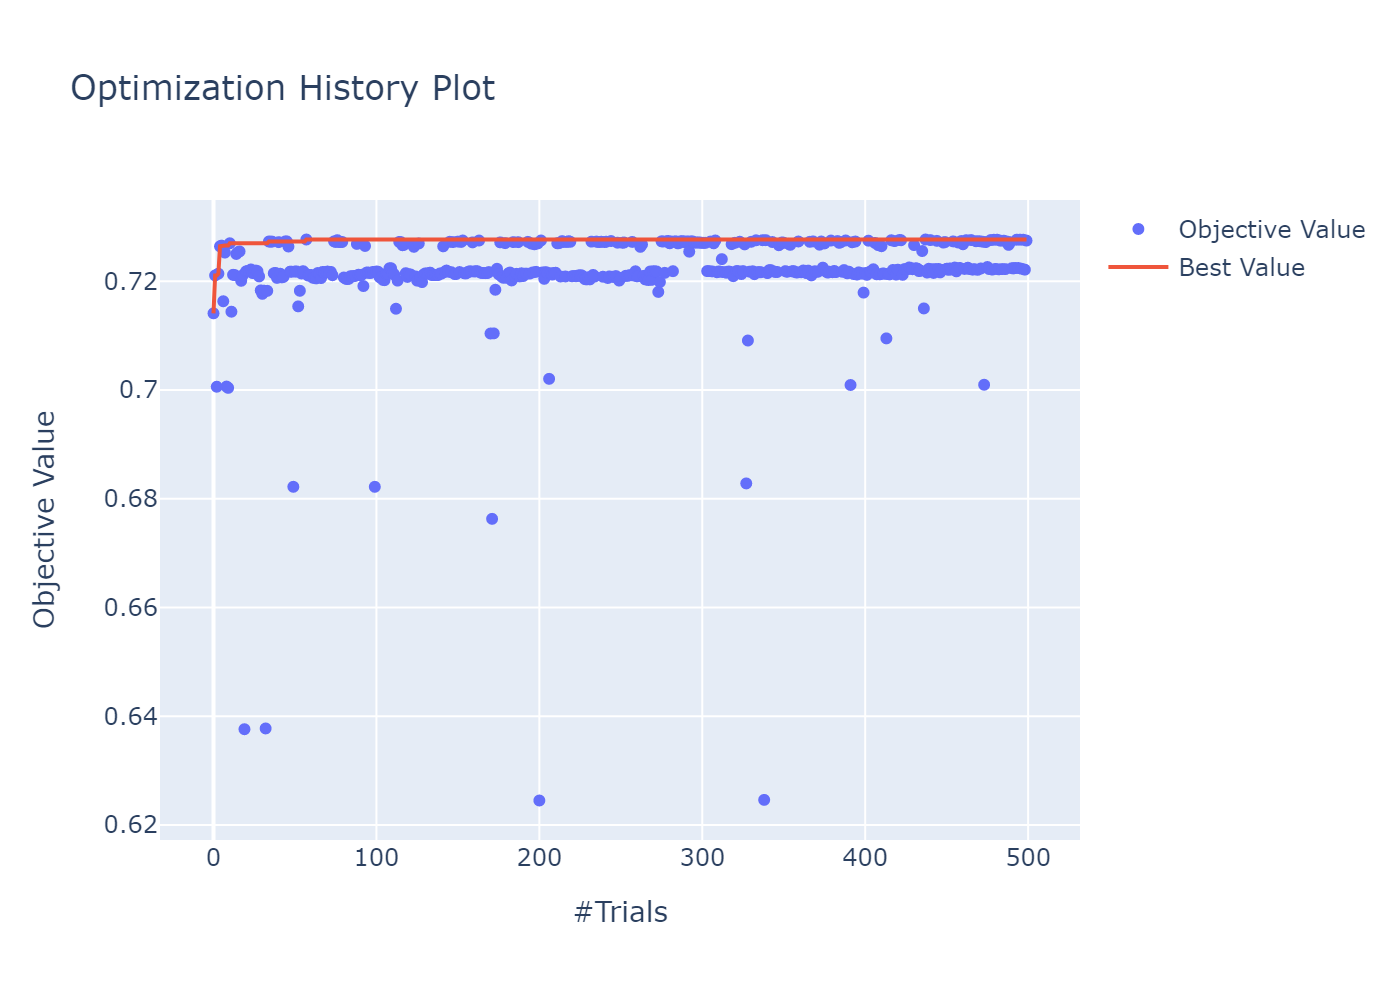 Optimization History Plot
Objective Value
Best Value
0.72
0.7
0.68
0.66
0.64
0.62
Objective Value
0
100
200
300
400
500
#Trials